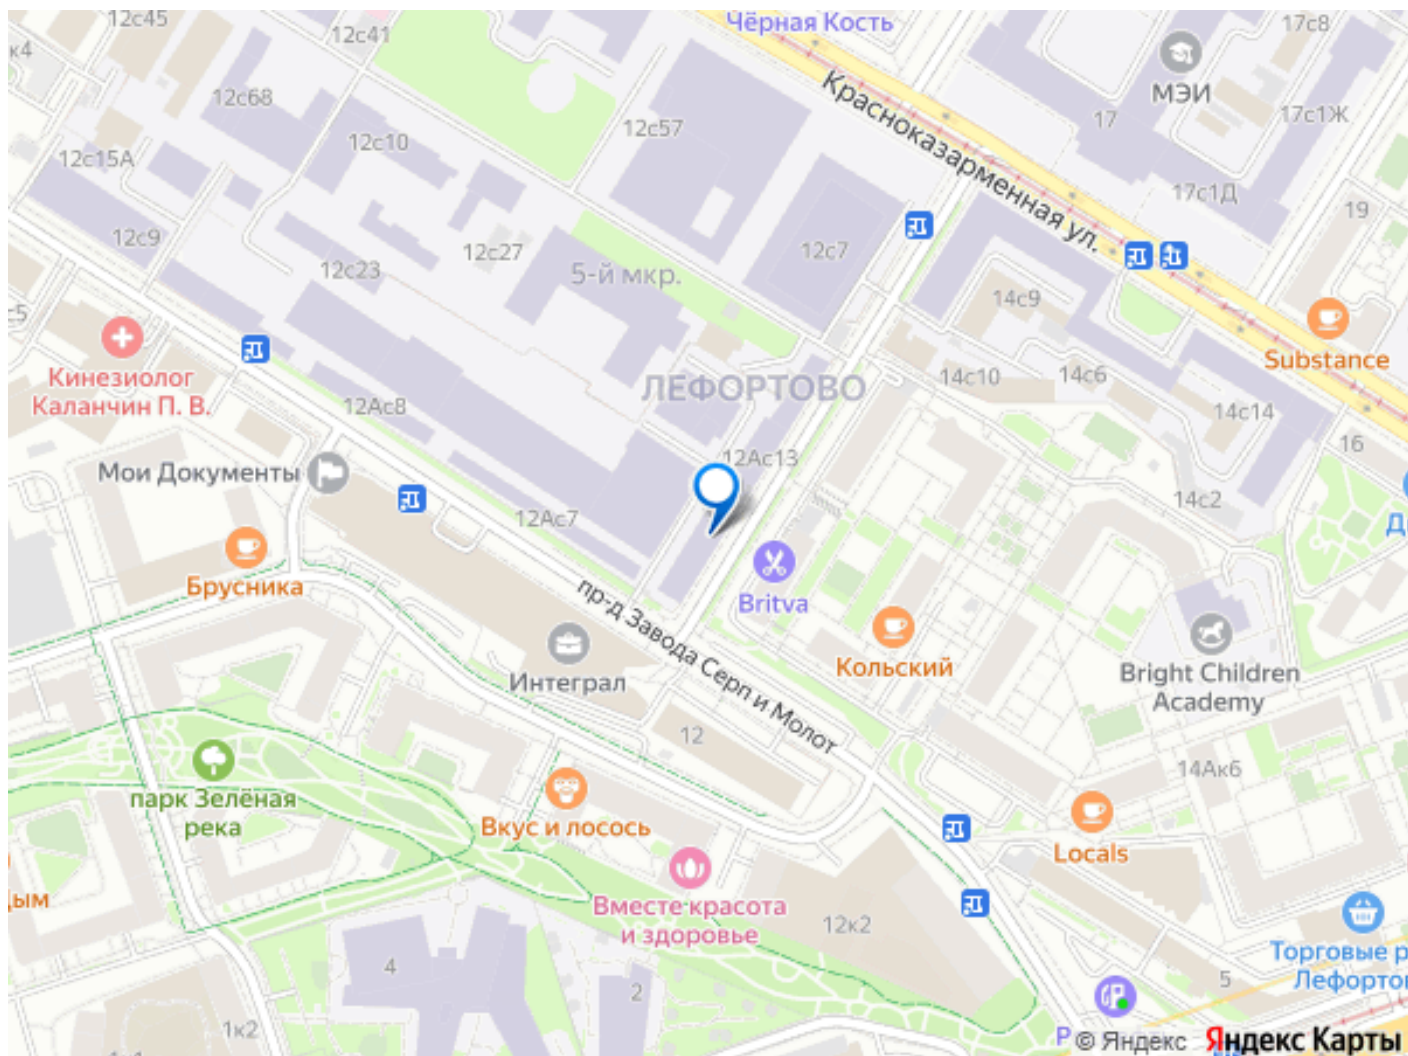 12с45
Чёрная Кость
17с8
к4
12с41
МЭИ
12с68
Красноказарменная ул.
17
17с1Ж
12с57
12с10
12с15А
17с1Д
19
12с9
12с27
12с7
12с23
5-й мкр.
14с9
с5
Substance
Кинезиолог
Каланчин П. В.
ЛЕФОРТОВО
14с10
14с6
12Ас8
14с14
16
12Ас13
Мои Документы
14с2
12Ас7
Брусника
пр-д Завода Серп и Молот
Britva
Кольский
Интеграл
Bright Children
Academy
12
14Ак6
парк Зелёная
река
Вкус и лосось
Locals
Вместе красота
и здоровье
12к2
4
2
5
1к2
© Яндекс
Яндекс Карты